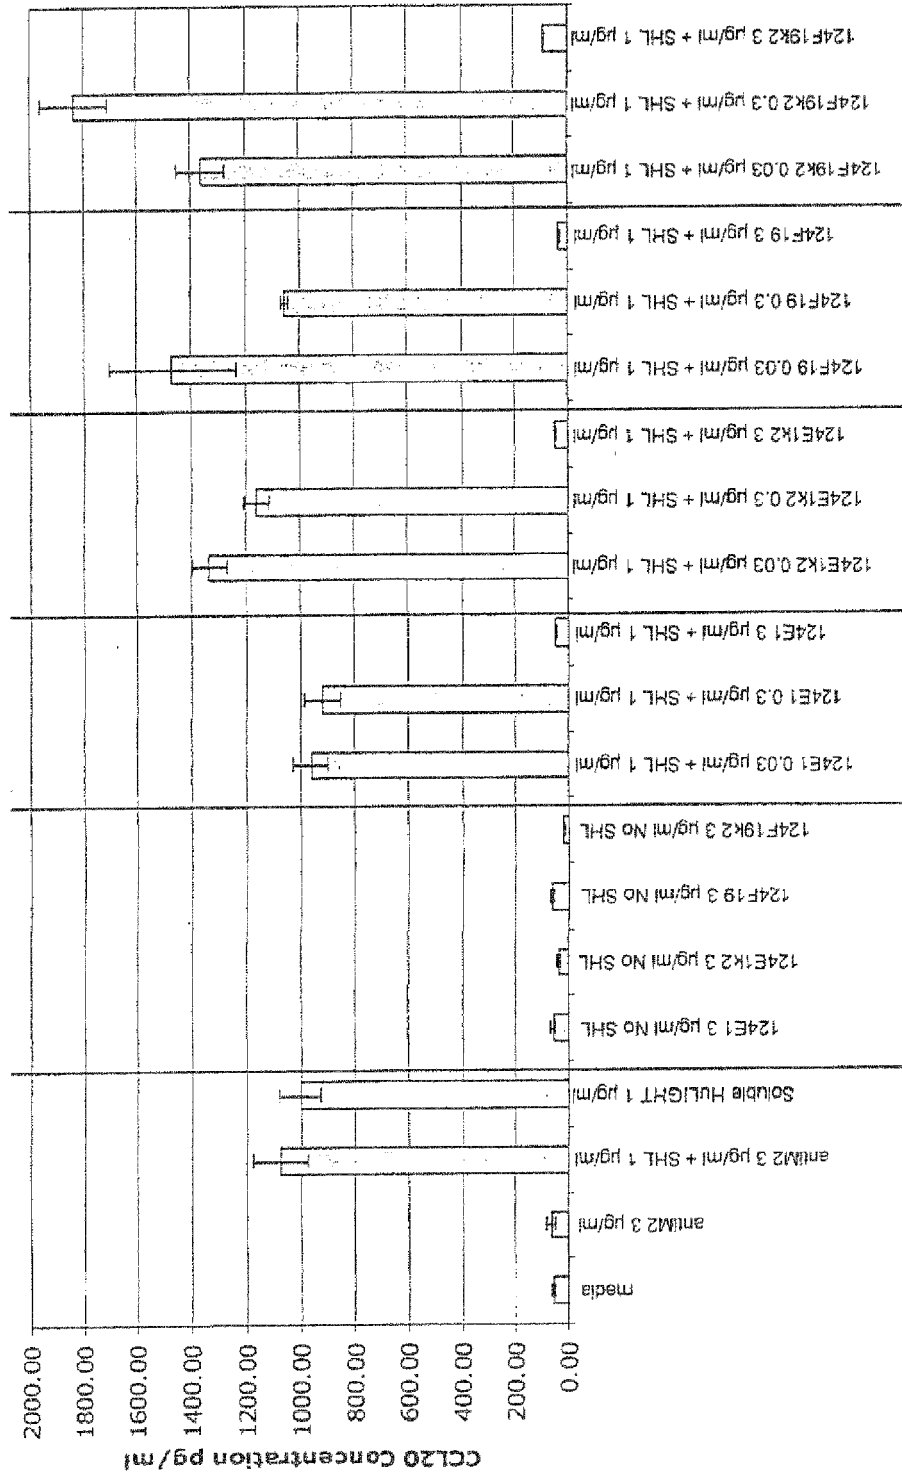 CCL20 Concentration pg/ml
2000.00
1800.00
1600.00
1400.00
1200.00
1000.00
800.00
600.00
400.00
200.00
0.00
media
antiM2 3 µg/ml
antiM2 3 µg/ml + SHL 1 µg/ml
Soluble HuLIGHT 1 µg/ml
124E1 3 µg/ml No SHL
124E1k2 3 µg/ml No SHL
124F19 3 µg/ml No SHL
124F19k2 3 µg/ml No SHL
124E1 0.03 µg/ml + SHL 1 µg/ml
124E1 0.3 µg/ml + SHL 1 µg/ml
124E1 3 µg/ml + SHL 1 µg/ml
124E1k2 0.03 µg/ml + SHL 1 µg/ml
124E1k2 0.3 µg/ml + SHL 1 µg/ml
124E1k2 3 µg/ml + SHL 1 µg/ml
124F19 0.03 µg/ml + SHL 1 µg/ml
124F19 0.3 µg/ml + SHL 1 µg/ml
124F19 3 µg/ml + SHL 1 µg/ml
124F19k2 0.03 µg/ml + SHL 1 µg/ml
124F19k2 0.3 µg/ml + SHL 1 µg/ml
124F19k2 3 µg/ml + SHL 1 µg/ml